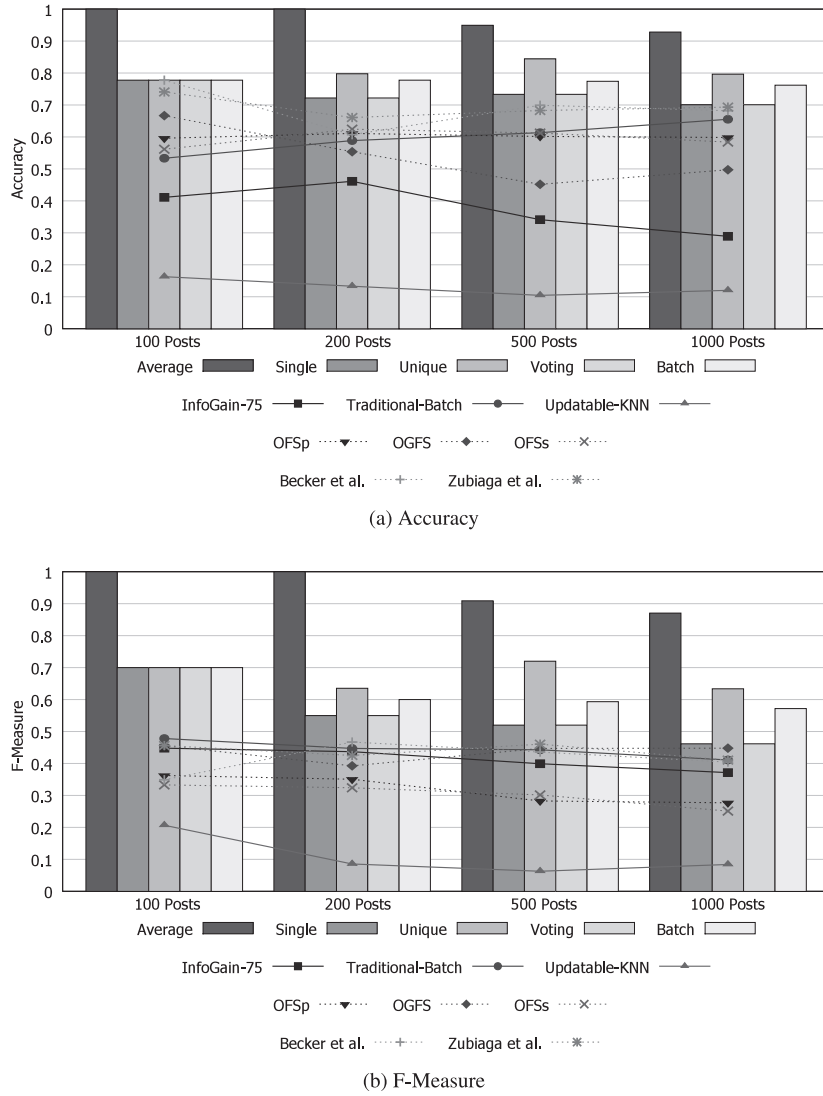 1
0.9
0.8
0.7
0.6
0.5
0.4
0.3
0.2
0.1
0
Accuracy
100 Posts 200 Posts 500 Posts 1000 Posts
Average Single Unique Voting Batch
InfoGain-75 Traditional-Batch Updatable-KNN
OFSp OGFS OFSs
Becker et al. Zubiaga et al.
(a) Accuracy
1
0.9
0.8
0.7
0.6
0.5
0.4
0.3
0.2
0.1
0
F-Measure
100 Posts 200 Posts 500 Posts 1000 Posts
Average Single Unique Voting Batch
InfoGain-75 Traditional-Batch Updatable-KNN
OFSp OGFS OFSs
Becker et al. Zubiaga et al.
(b) F-Measure